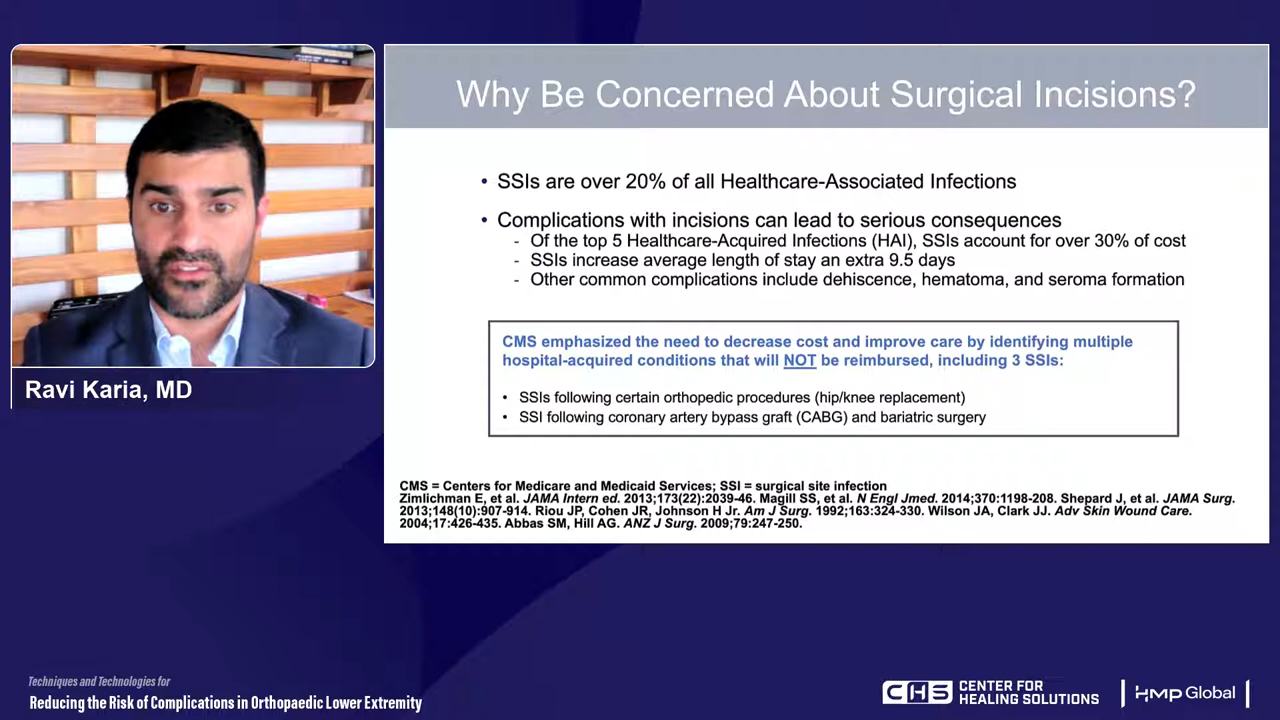 Why Be Concerned About Surgical Incisions?
• SSIs are over 20% of all Healthcare-Associated Infections
• Complications with incisions can lead to serious consequences
- Of the top 5 Healthcare-Acquired Infections (HAI), SSIs account for over 30% of cost
- SSIs increase average length of stay an extra 9.5 days
- Other common complications include dehiscence, hematoma, and seroma formation
CMS emphasized the need to decrease cost and improve care by identifying multiple
hospital-acquired conditions that will NOT be reimbursed, including 3 SSIs:
• SSIs following certain orthopedic procedures (hip/knee replacement)
• SSI following coronary artery bypass graft (CABG) and bariatric surgery
CMS = Centers for Medicare and Medicaid Services; SSI = surgical site infection
Zimlichman E, et al. JAMA Intern ed. 2013;173(22):2039-46. Magill SS, et al. N Engl Jmed. 2014;370:1198-208. Shepard J, et al. JAMA Surg.
2013;148(10):907-914. Riou JP, Cohen JR, Johnson H Jr. Am J Surg. 1992;163:324-330. Wilson JA, Clark JJ. Adv Skin Wound Care.
2004;17:426-435. Abbas SM, Hill AG. ANZ J Surg. 2009;79:247-250.
Ravi Karia, MD
Techniques and Technologies for
Reducing the Risk of Complications in Orthopaedic Lower Extremity
CHS CENTER FOR
HEALING SOLUTIONS
HMP Global